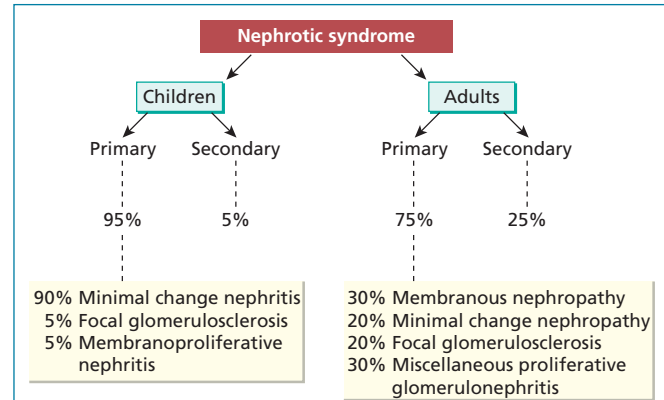 Nephrotic syndrome
Children
Adults
Primary
Secondary
Primary
Secondary
95%
5%
75%
25%
90% Minimal change nephritis
5% Focal glomerulosclerosis
5% Membranoproliferative
nephritis
30% Membranous nephropathy
20% Minimal change nephropathy
20% Focal glomerulosclerosis
30% Miscellaneous proliferative
glomerulonephritis